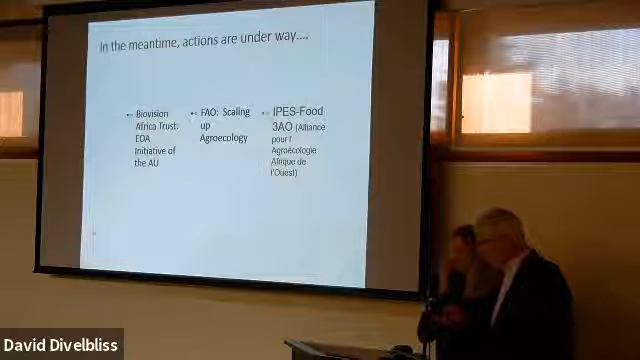 In the meantime, actions are under way....
Biovision
Africa Trust:
EOA
Initiative of
the AU
FAO: Scaling
up
Agroecology
IPES-Food
3AO (Alliance
pour l'
Agroécologie
Afrique de
l'Ouest)
David Divelbliss